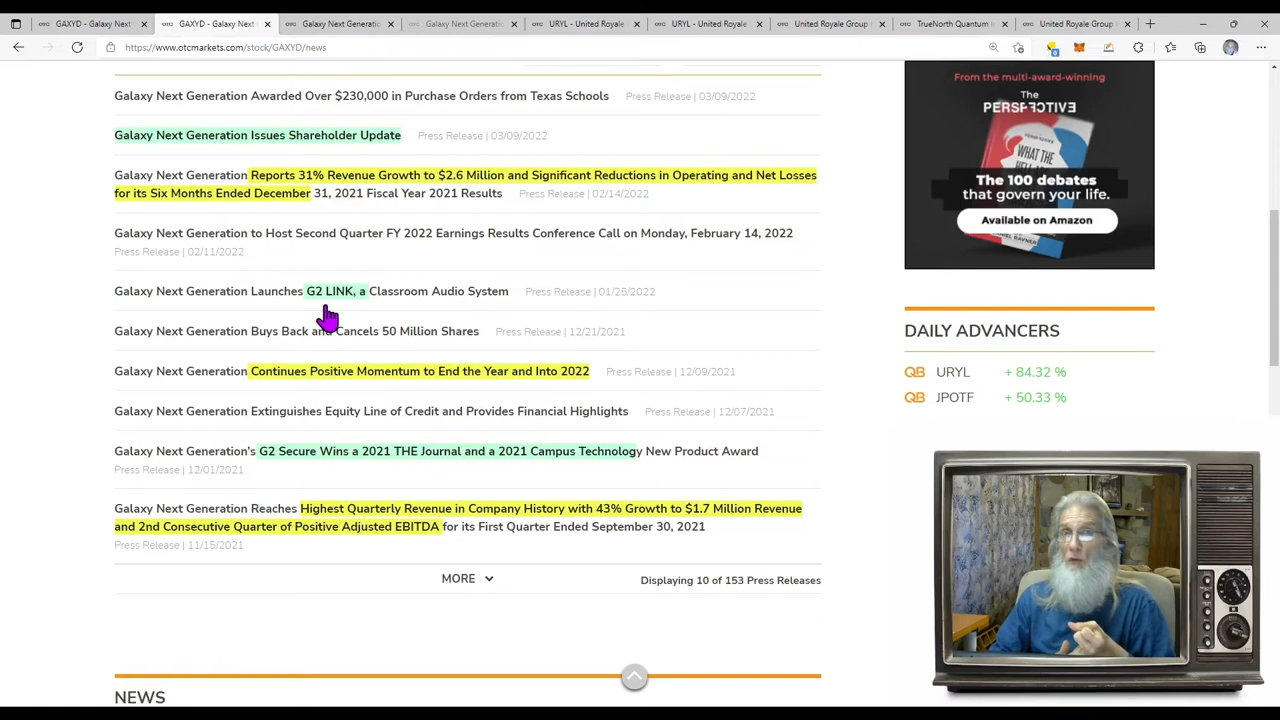 GAXYD - Galaxy Next
GAXYD - Galaxy Next
Galaxy Next Generation
Galaxy Next Generation
URYL - United Royale
URYL - United Royale
United Royale Group
TrueNorth Quantum
United Royale Group
https://www.otcmarkets.com/stock/GAXYD/news
Galaxy Next Generation Awarded Over $230,000 in Purchase Orders from Texas Schools Press Release | 03/09/2022
Galaxy Next Generation Issues Shareholder Update Press Release | 03/09/2022
Galaxy Next Generation Reports 31% Revenue Growth to $2.6 Million and Significant Reductions in Operating and Net Losses
for its Six Months Ended December 31, 2021 Fiscal Year 2021 Results Press Release | 02/14/2022
Galaxy Next Generation to Host Second Quarter FY 2022 Earnings Results Conference Call on Monday, February 14, 2022
Press Release | 02/11/2022
Galaxy Next Generation Launches G2 LINK, a Classroom Audio System Press Release | 01/25/2022
Galaxy Next Generation Buys Back and Cancels 50 Million Shares Press Release | 12/21/2021
Galaxy Next Generation Continues Positive Momentum to End the Year and Into 2022 Press Release | 12/09/2021
Galaxy Next Generation Extinguishes Equity Line of Credit and Provides Financial Highlights Press Release | 12/07/2021
Galaxy Next Generation's G2 Secure Wins a 2021 THE Journal and a 2021 Campus Technology New Product Award
Press Release | 12/01/2021
Galaxy Next Generation Reaches Highest Quarterly Revenue in Company History with 43% Growth to $1.7 Million Revenue
and 2nd Consecutive Quarter of Positive Adjusted EBITDA for its First Quarter Ended September 30, 2021
Press Release | 11/15/2021
MORE
Displaying 10 of 153 Press Releases
NEWS
From the multi-award-winning
The
PERSPECTIVE
WHAT
THE
The 100 debates
that govern your life.
Available on Amazon
DAILY ADVANCERS
QB URYL + 84.32 %
QB JPOTF + 50.33 %